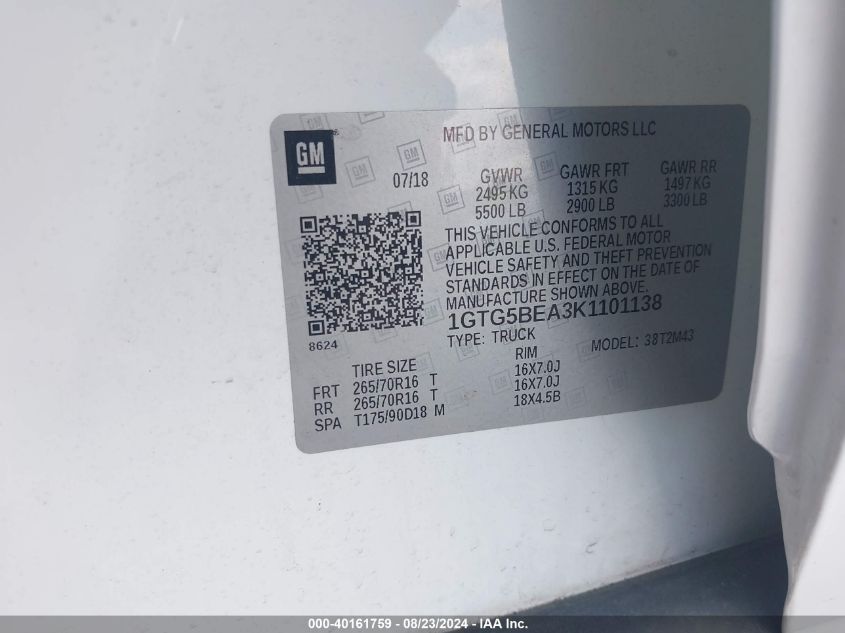 MFD BY GENERAL MOTORS LLC
GM
07/18
GVWR GAWR FRT GAWR RR
2495 KG 1315 KG 1497 KG
5500 LB 2900 LB 3300 LB
THIS VEHICLE CONFORMS TO ALL
APPLICABLE U.S. FEDERAL MOTOR
VEHICLE SAFETY AND THEFT PREVENTION
STANDARDS IN EFFECT ON THE DATE OF
MANUFACTURE SHOWN ABOVE.
1GTG5BEA3K1101138
TYPE: TRUCK MODEL: 38T2M43
8624
TIRE SIZE RIM
FRT 265/70R16 T 16X7.0J
RR 265/70R16 T 16X7.0J
SPA T175/90D18 M 18X4.5B
000-40161759 - 08/23/2024 - IAA Inc.